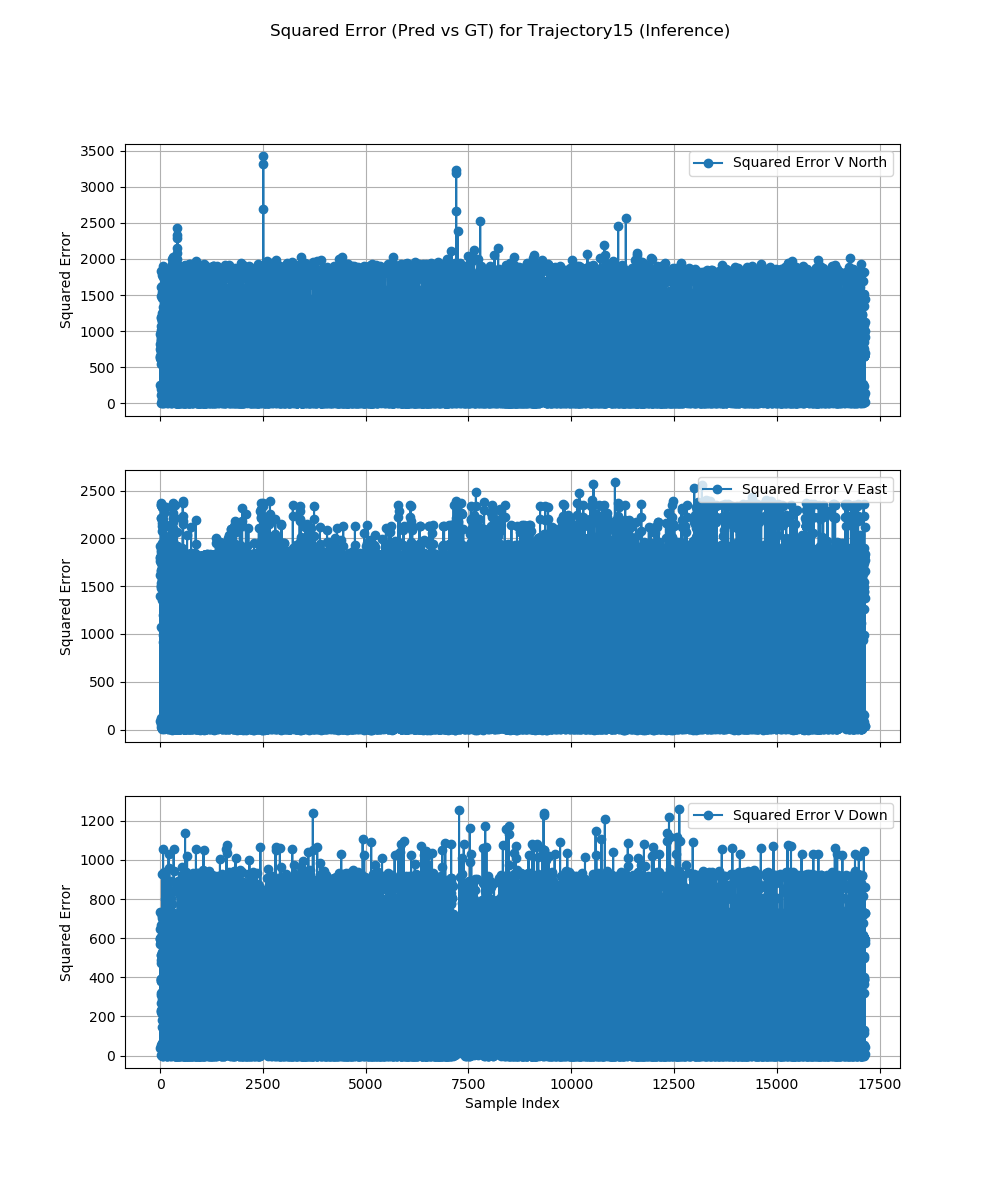 Squared Error (Pred vs GT) for Trajectory15 (Inference)
3500
3000
2500
2000
1500
1000
500
0
Squared Error
Squared Error V North
2500
2000
1500
1000
500
0
Squared Error
Squared Error V East
1200
1000
800
600
400
200
0
Squared Error
Squared Error V Down
0 2500 5000 7500 10000 12500 15000 17500
Sample Index